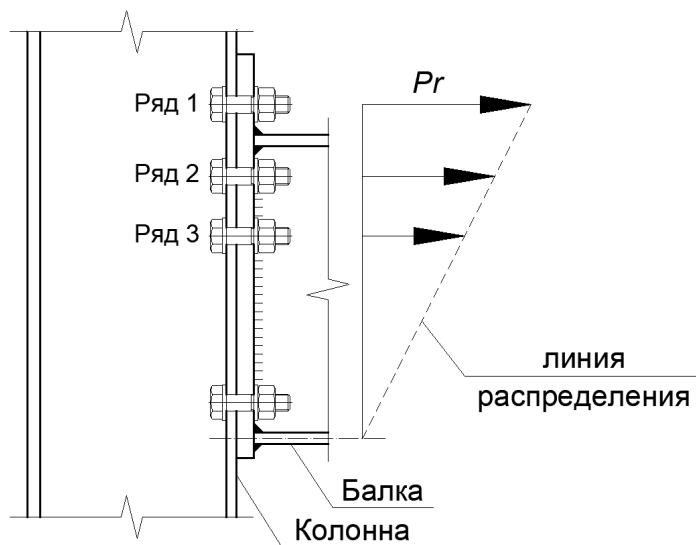 Ряд 1
Pr
Ряд 2
Ряд 3
линия
распределения
Балка
Колонна